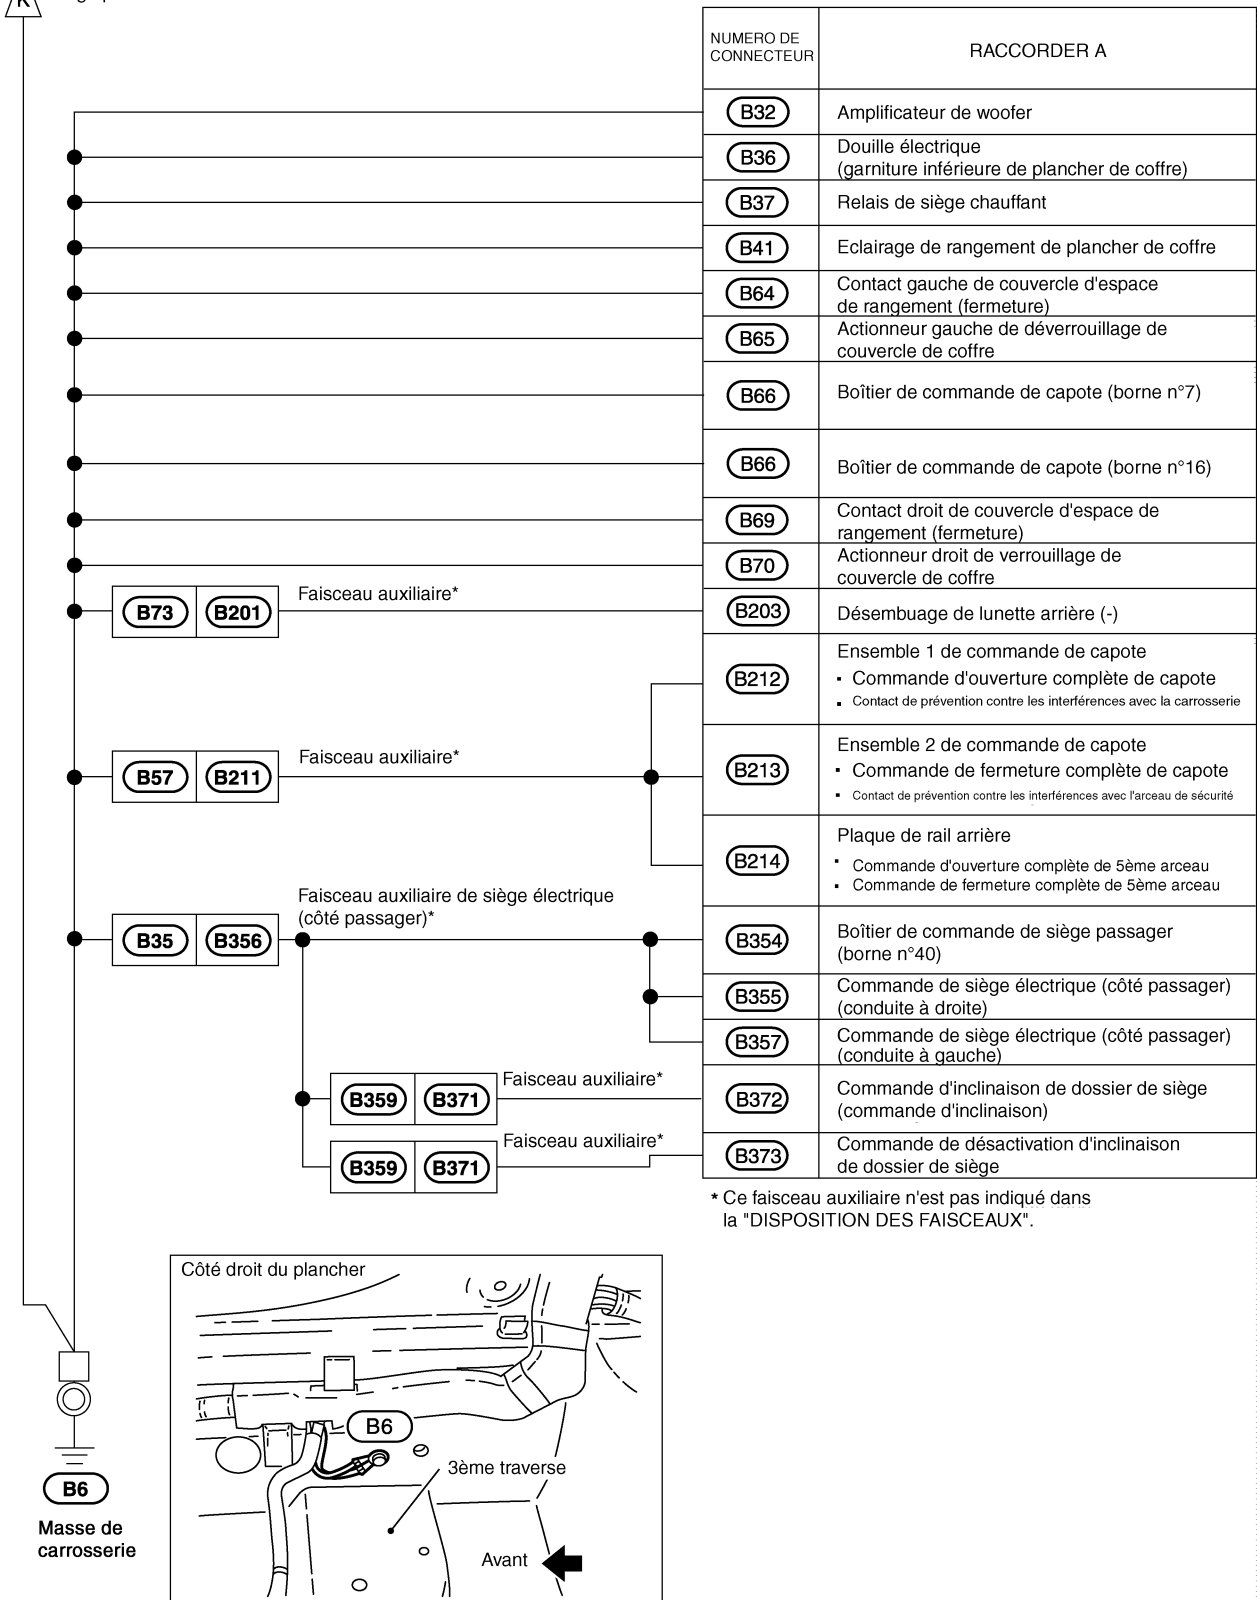 K
NUMERO DE
CONNECTEUR
RACCORDER A
B32
Amplificateur de woofer
B36
Douille électrique
(garniture inférieure de plancher de coffre)
B37
Relais de siège chauffant
B41
Eclairage de rangement de plancher de coffre
B64
Contact gauche de couvercle d'espace
de rangement (fermeture)
B65
Actionneur gauche de déverrouillage de
couvercle de coffre
B66
Boîtier de commande de capote (borne n°7)
B66
Boîtier de commande de capote (borne n°16)
B69
Contact droit de couvercle d'espace de
rangement (fermeture)
B70
Actionneur droit de verrouillage de
couvercle de coffre
B73 B201
Faisceau auxiliaire*
B203
Désembuage de lunette arrière (-)
B212
Ensemble 1 de commande de capote
▪ Commande d'ouverture complète de capote
▪ Contact de prévention contre les interférences avec la carrosserie
B57 B211
Faisceau auxiliaire*
B213
Ensemble 2 de commande de capote
▪ Commande de fermeture complète de capote
▪ Contact de prévention contre les interférences avec l'arceau de sécurité
B214
Plaque de rail arrière
▪ Commande d'ouverture complète de 5ème arceau
▪ Commande de fermeture complète de 5ème arceau
Faisceau auxiliaire de siège électrique
(côté passager)*
B35 B356
B354
Boîtier de commande de siège passager
(borne n°40)
B355
Commande de siège électrique (côté passager)
(conduite à droite)
B357
Commande de siège électrique (côté passager)
(conduite à gauche)
B359 B371
Faisceau auxiliaire*
B372
Commande d'inclinaison de dossier de siège
(commande d'inclinaison)
B359 B371
Faisceau auxiliaire*
B373
Commande de désactivation d'inclinaison
de dossier de siège
* Ce faisceau auxiliaire n'est pas indiqué dans
la "DISPOSITION DES FAISCEAUX".
Côté droit du plancher
B6
3ème traverse
Avant
B6
Masse de
carrosserie